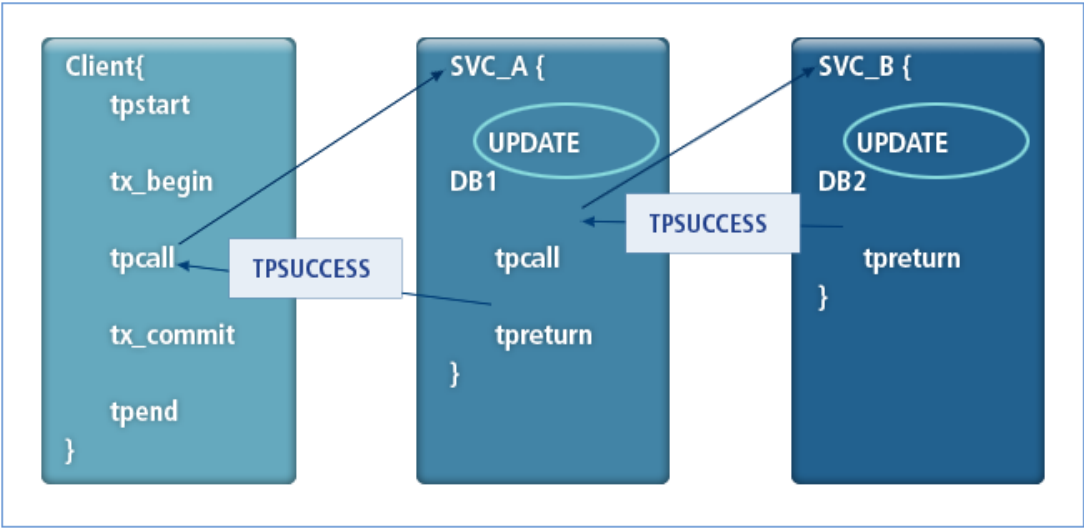 Client{
tpstart
tx_begin
tpcall
tx_commit
tpend
}
TPSUCCESS
SVC_A {
UPDATE
DB1
tpcall
tpreturn
}
TPSUCCESS
SVC_B {
UPDATE
DB2
tpreturn
}